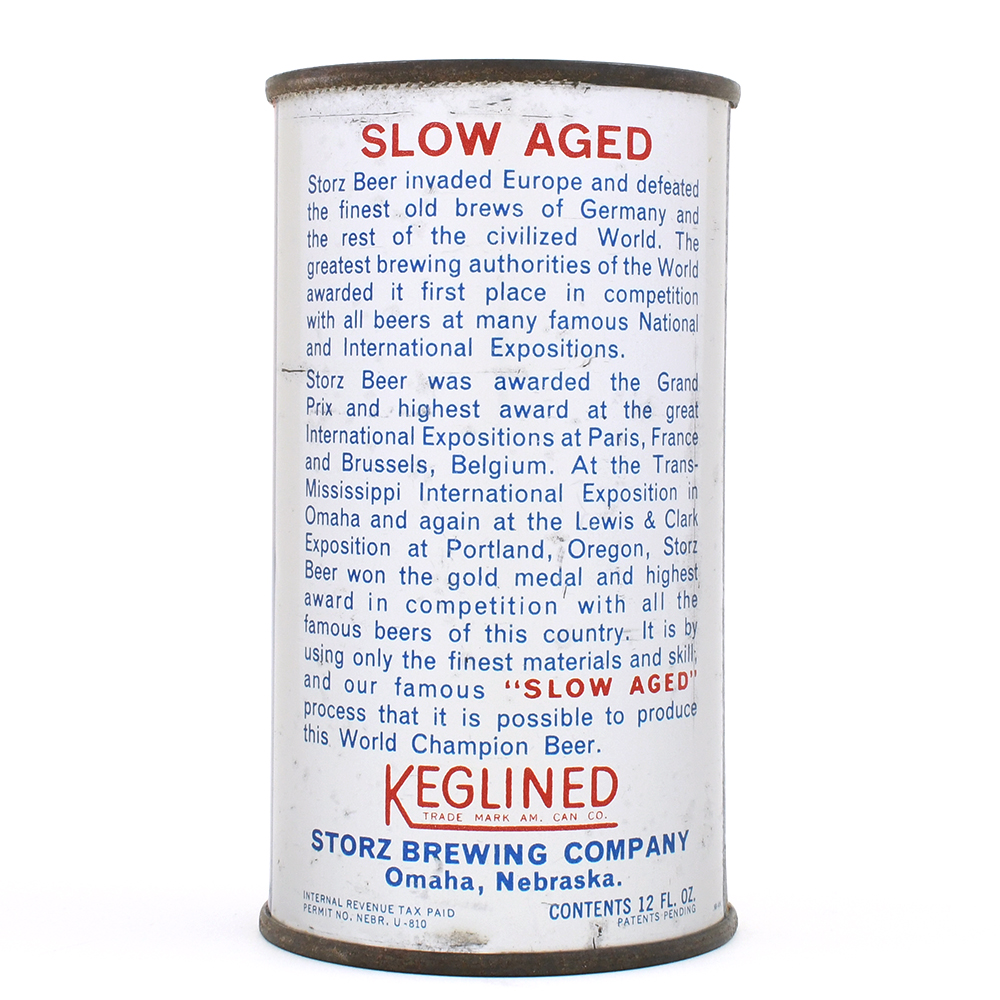 SLOW AGED
Storz Beer invaded Europe and defeated
the finest old brews of Germany and
the rest of the civilized World. The
greatest brewing authorities of the World
awarded it first place in competition
with all beers at many famous National
and International Expositions.
Storz Beer was awarded the Grand
Prix and highest award at the great
International Expositions at Paris, France
and Brussels, Belgium. At the Trans-
Mississippi International Exposition in
Omaha and again at the Lewis & Clark
Exposition at Portland, Oregon, Storz
Beer won the gold medal and highest
award in competition with all the
famous beers of this country. It is by
using only the finest materials and skill,
and our famous "SLOW AGED"
process that it is possible to produce
this World Champion Beer.
KEGLINED
TRADE MARK AM. CAN CO.
STORZ BREWING COMPANY
Omaha, Nebraska.
INTERNAL REVENUE TAX PAID
PERMIT NO. NEBR. U-810
CONTENTS 12 FL. OZ.
PATENTS PENDING